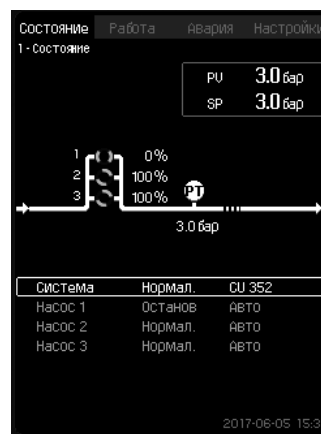 Состояние Работа Авария Настройки
1 - Состояние
PV 3.0 бар
SP 3.0 бар
1 0%
2 100%
3 100%
PT
3.0 бар
Система Нормал. CU 352
Насос 1 Останов АВТО
Насос 2 Нормал. АВТО
Насос 3 Нормал. АВТО
2017-06-05 15:3